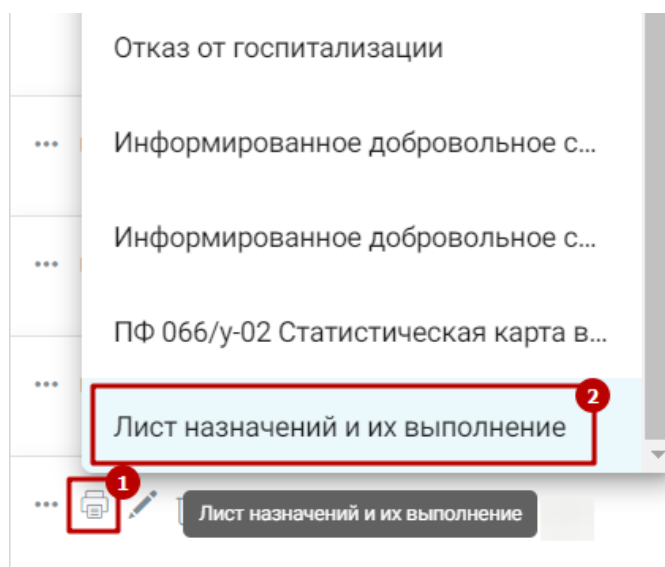 Отказ от госпитализации
Информированное добровольное с...
Информированное добровольное с...
ПФ 066/у-02 Статистическая карта в...
2
Лист назначений и их выполнение
1
Лист назначений и их выполнение